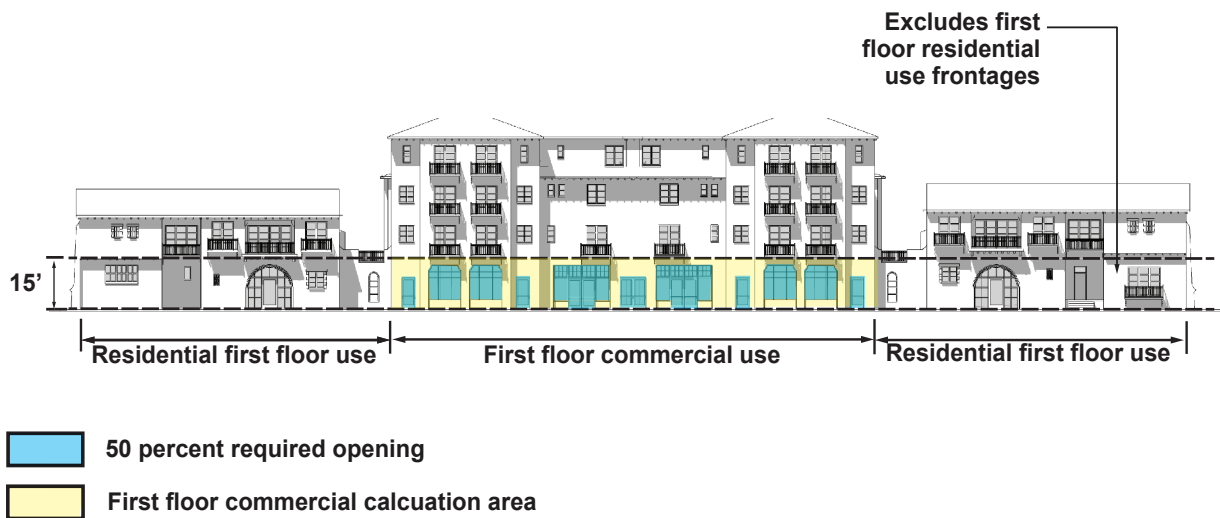 Excludes first
floor residential
use frontages
15’
Residential first floor use
First floor commercial use
Residential first floor use
50 percent required opening
First floor commercial calcuation area